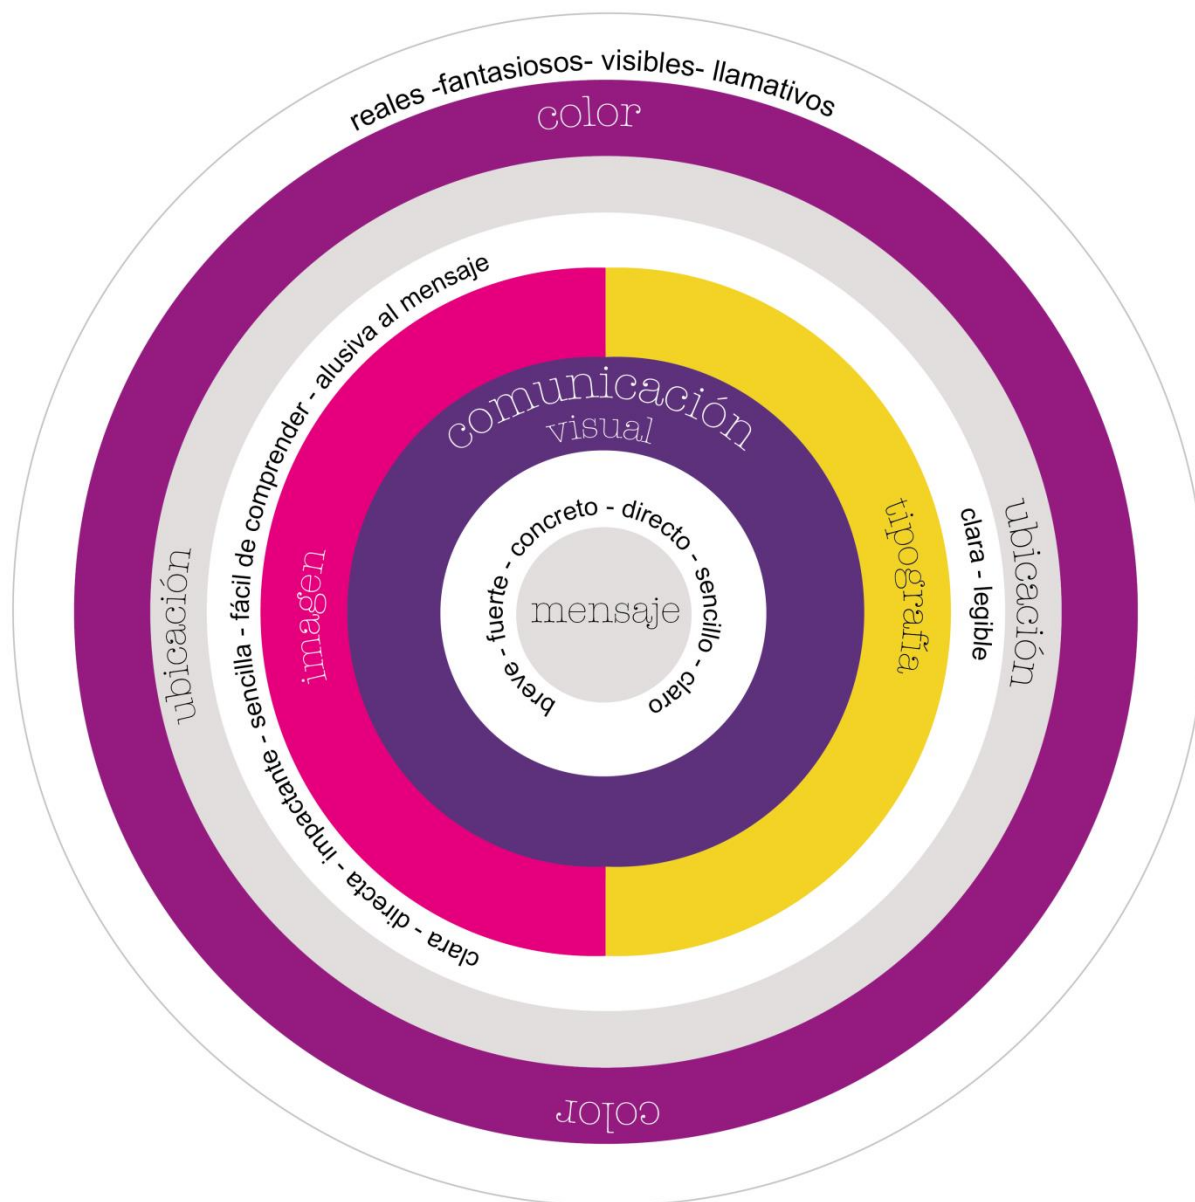 reales -fantasiosos- visibles- llamativos
color
clara - directa - impactante - sencilla - fácil de comprender - alusiva al mensaje
comunicación
visual
breve - fuerte - concreto - directo - sencillo - claro
mensaje
ubicación
imagen
tipografía
clara - legible
ubicación
color